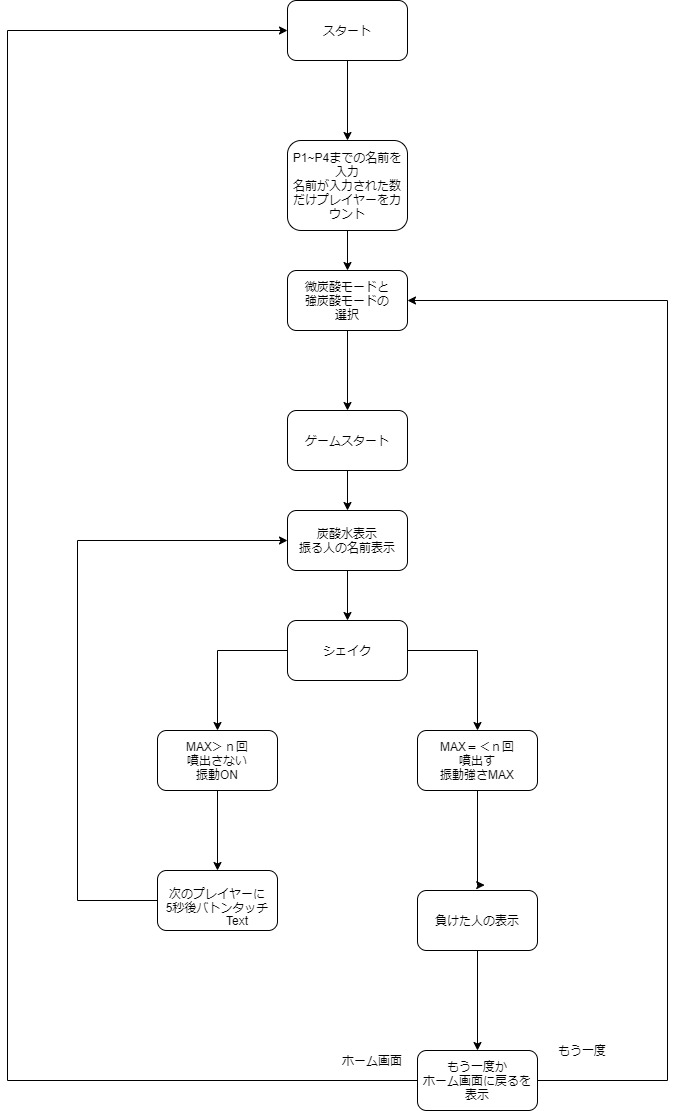 スタート
P1~P4までの名前を
入力
名前が入力された数
だけプレイヤーをカ
ウント
微炭酸モードと
強炭酸モードの
選択
ゲームスタート
炭酸水表示
振る人の名前表示
シェイク
MAX＞ｎ回
噴出さない
振動ON
MAX＝＜ｎ回
噴出す
振動強さMAX
次のプレイヤーに
5秒後バトンタッチ
Text
負けた人の表示
ホーム画面
もう一度
もう一度か
ホーム画面に戻るを
表示